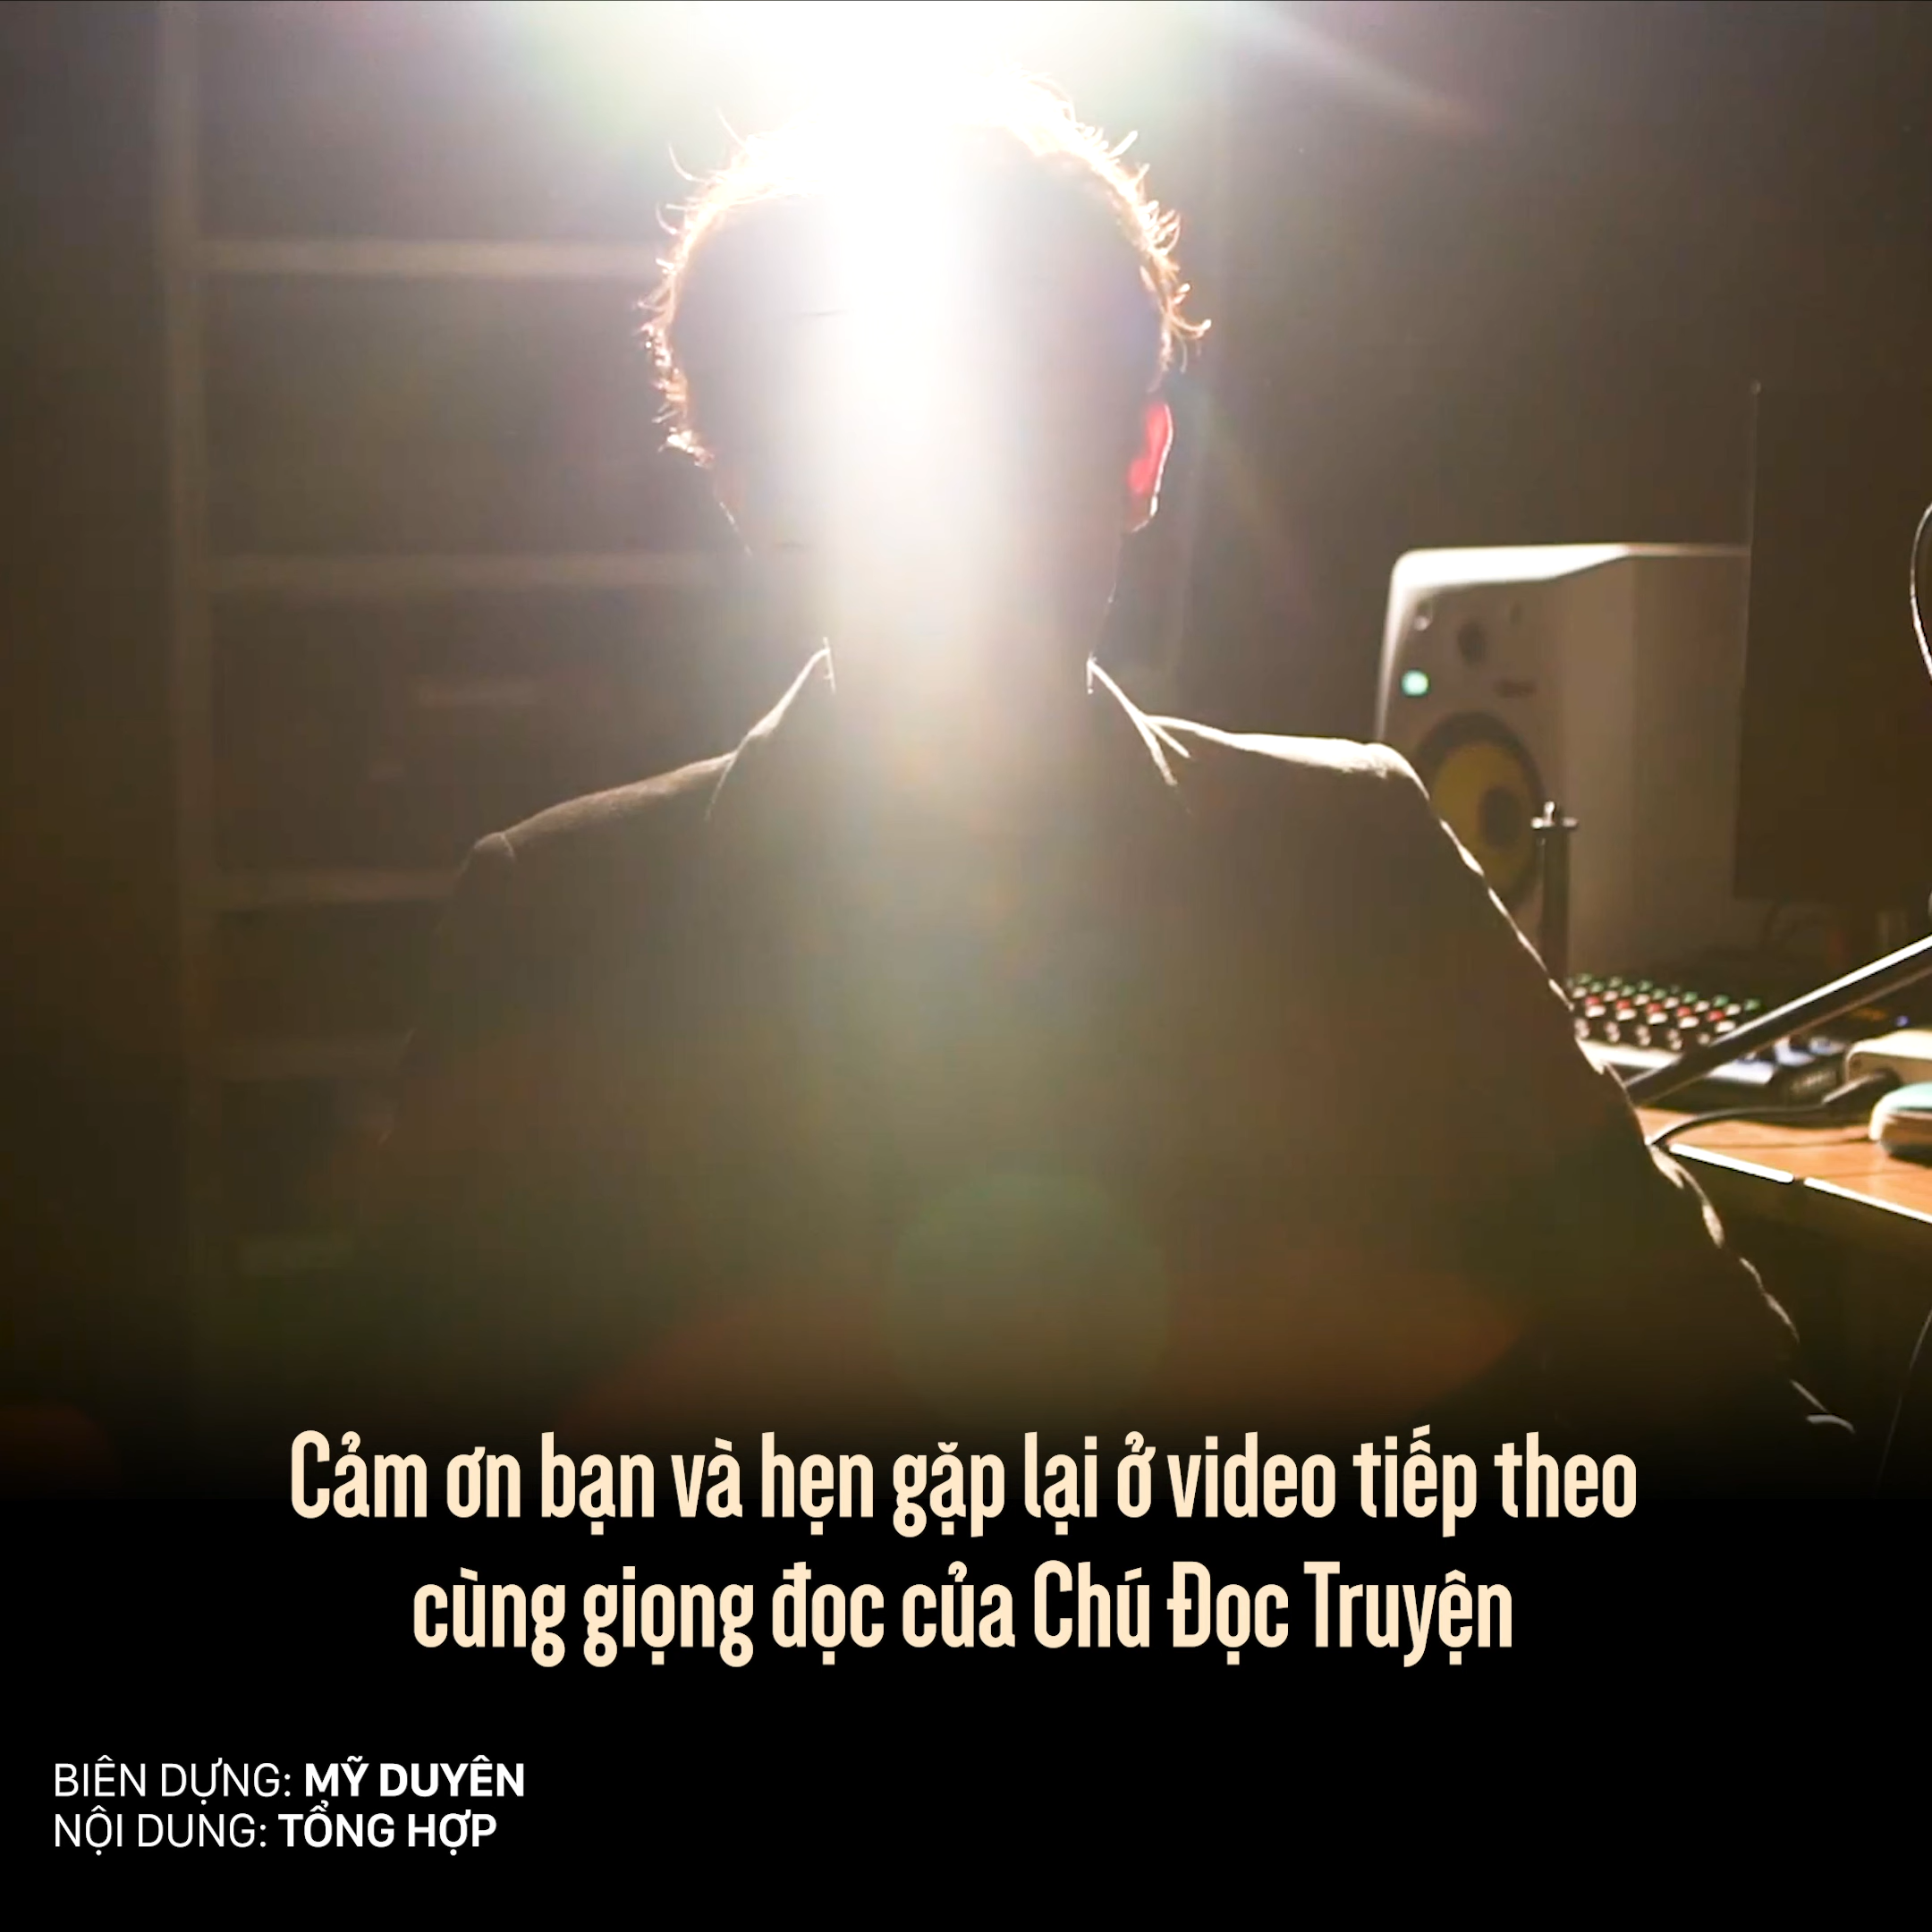 Cảm ơn bạn và hẹn gặp lại ở video tiếp theo
cùng giọng đọc của Chú Đọc Truyện
BIÊN DỰNG: MỸ DUYÊN
NỘI DUNG: TỔNG HỢP